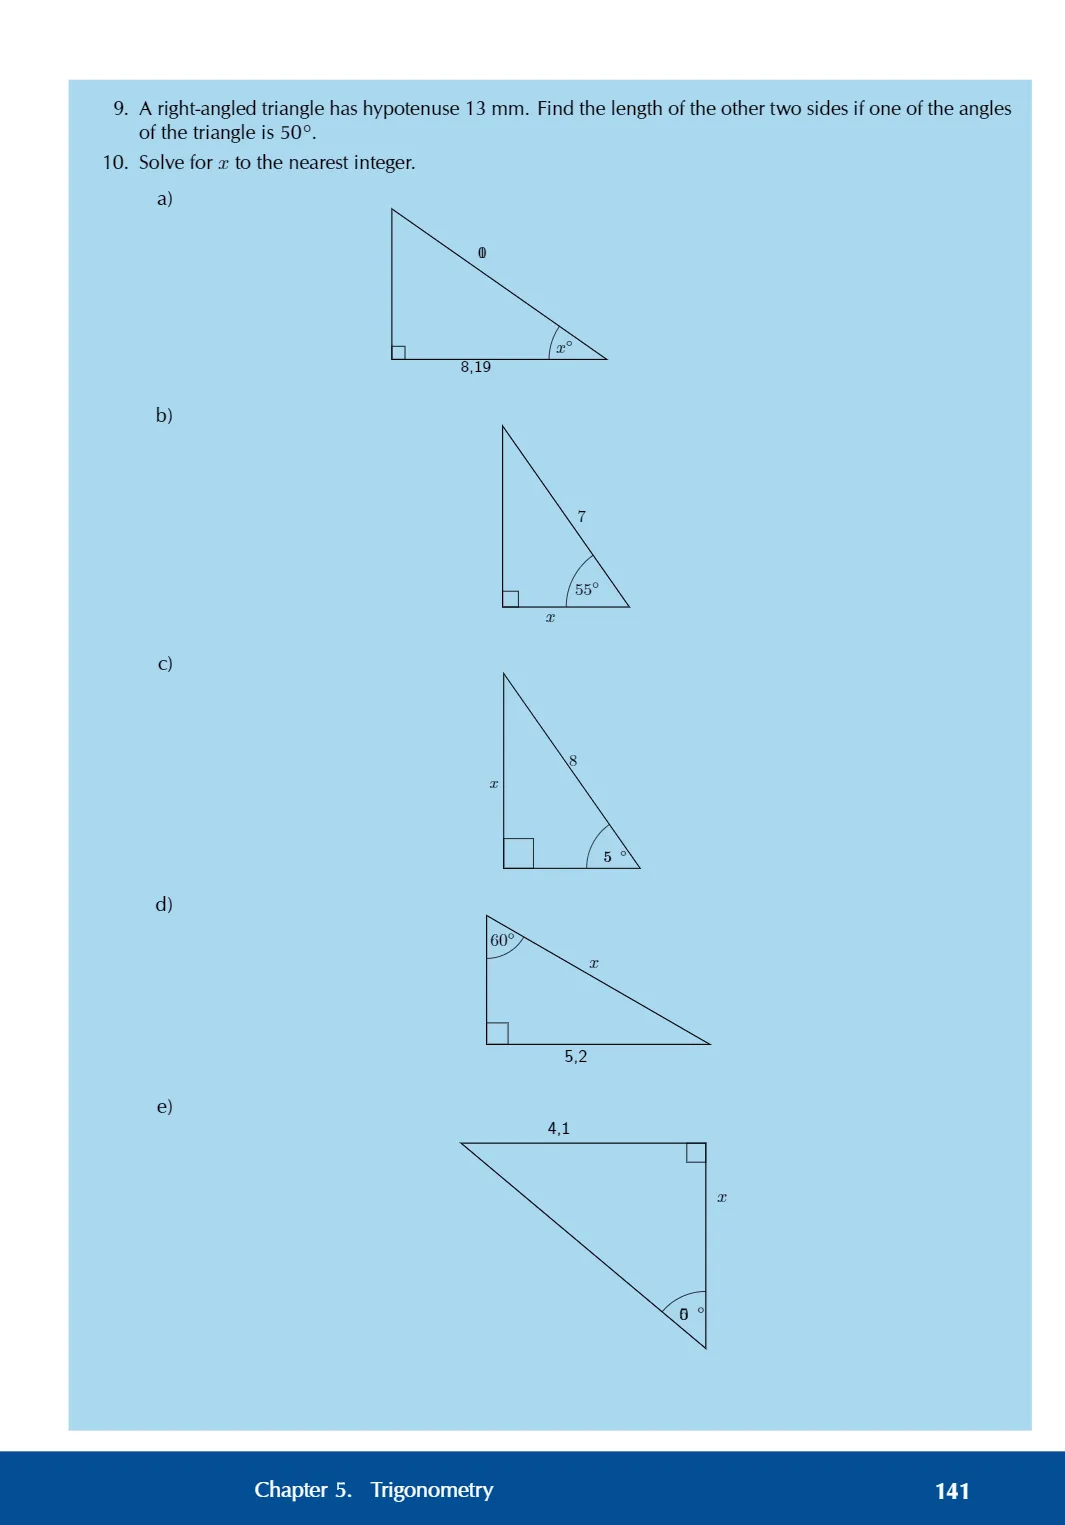 9. A right-angled triangle has hypotenuse 13 mm. Find the length of the other two sides if one of the angles
of the triangle is 50°.
10. Solve for x to the nearest integer.
a)
x°
8,19
b)
7
55°
x
c)
8
x
5 °
d)
60°
x
5,2
e)
4,1
x
°
Chapter 5. Trigonometry
141